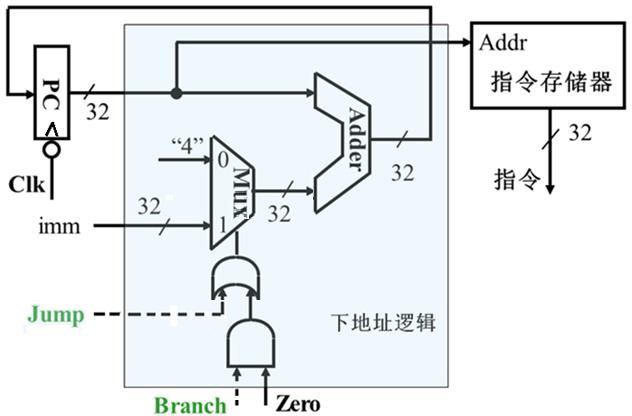 Addr
指令存储器
PC
32
Clk
"4"
0
Mux
1
32
Adder
32
32
指令
imm
32
Jump
下地址逻辑
Branch
Zero